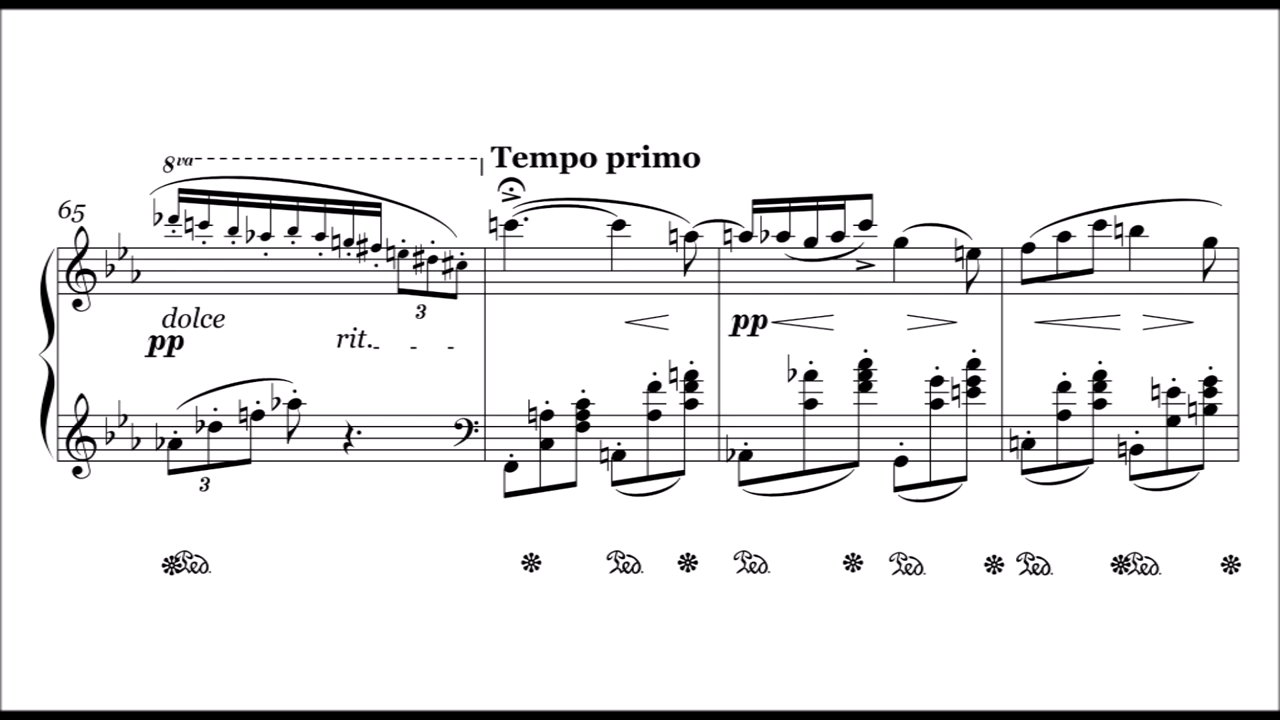 8va
Tempo primo
65
3
dolce
pp
rit.
pp
3
Ped. Ped. Ped. Ped. Ped. Ped.